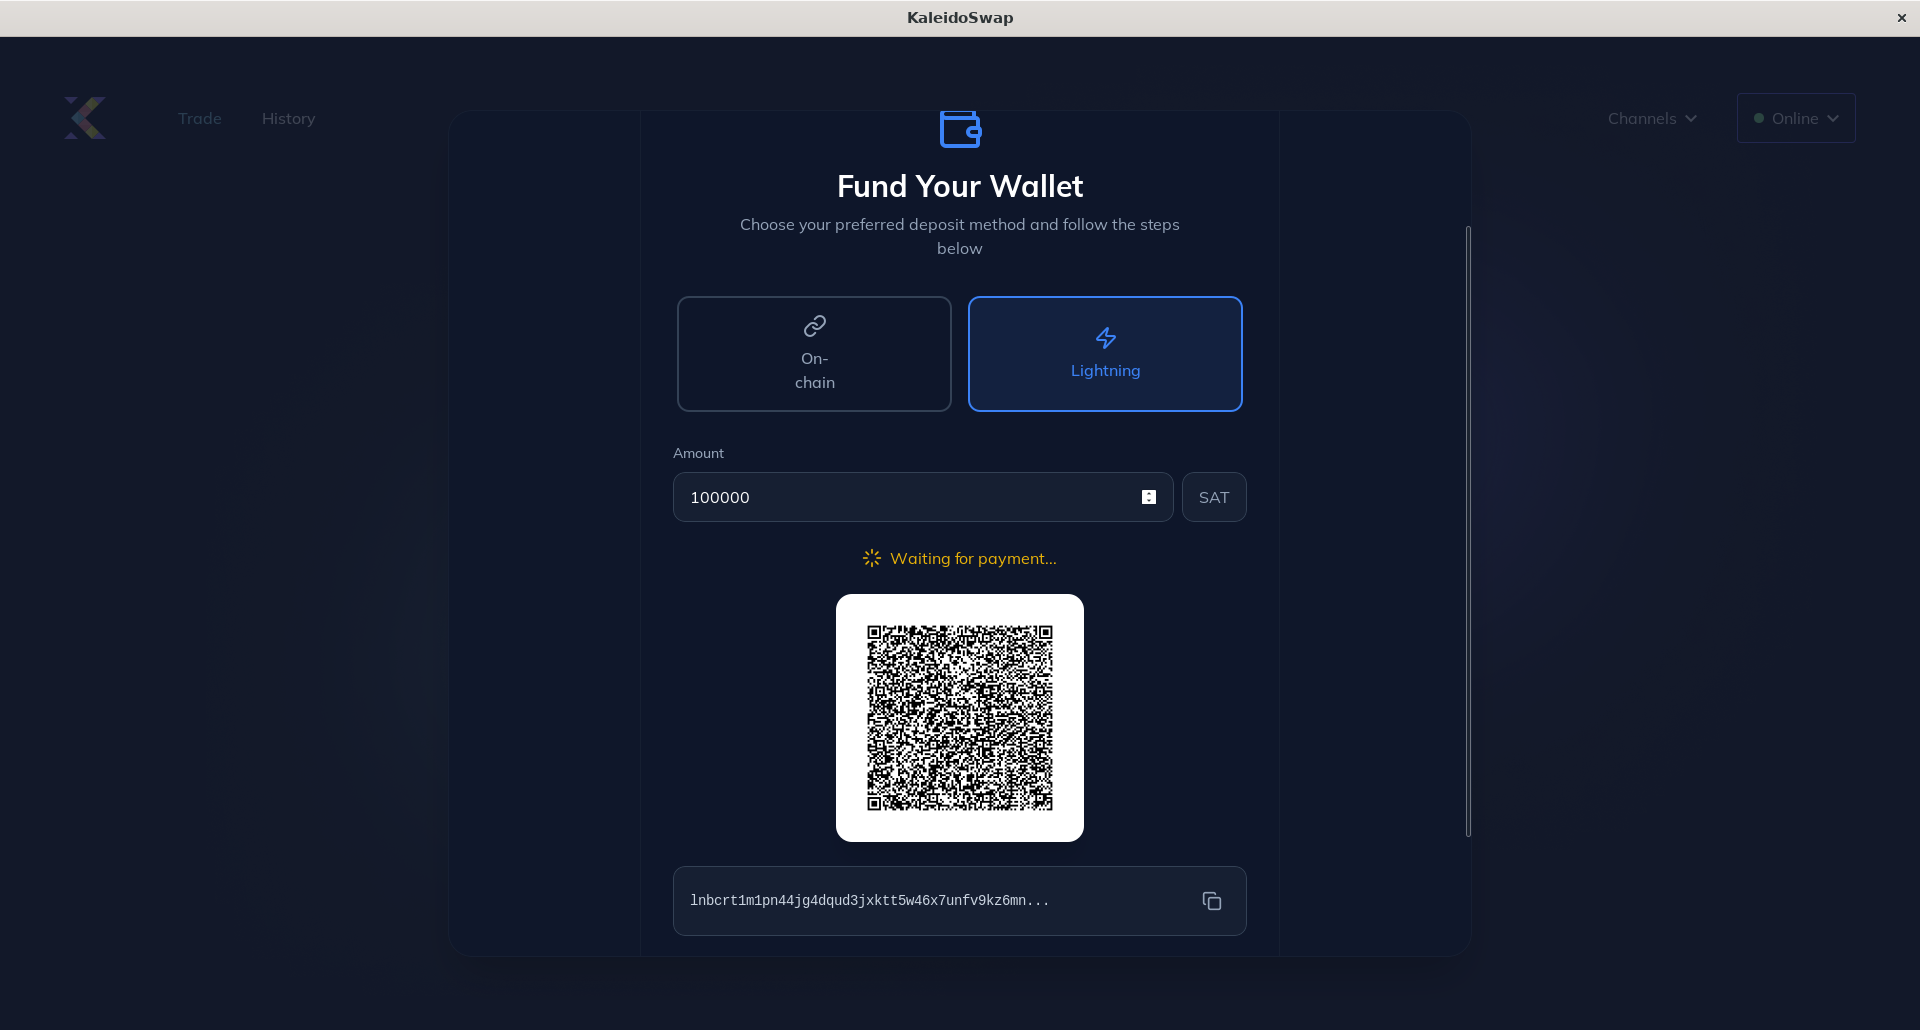 KaleidoSwap
Trade
History
Channels
Online
Fund Your Wallet
Choose your preferred deposit method and follow the steps
below
On-
chain
Lightning
Amount
100000
SAT
Waiting for payment...
lnbcrt1m1pn44jg4dqud3jxktt5w46x7unfv9kz6mn...